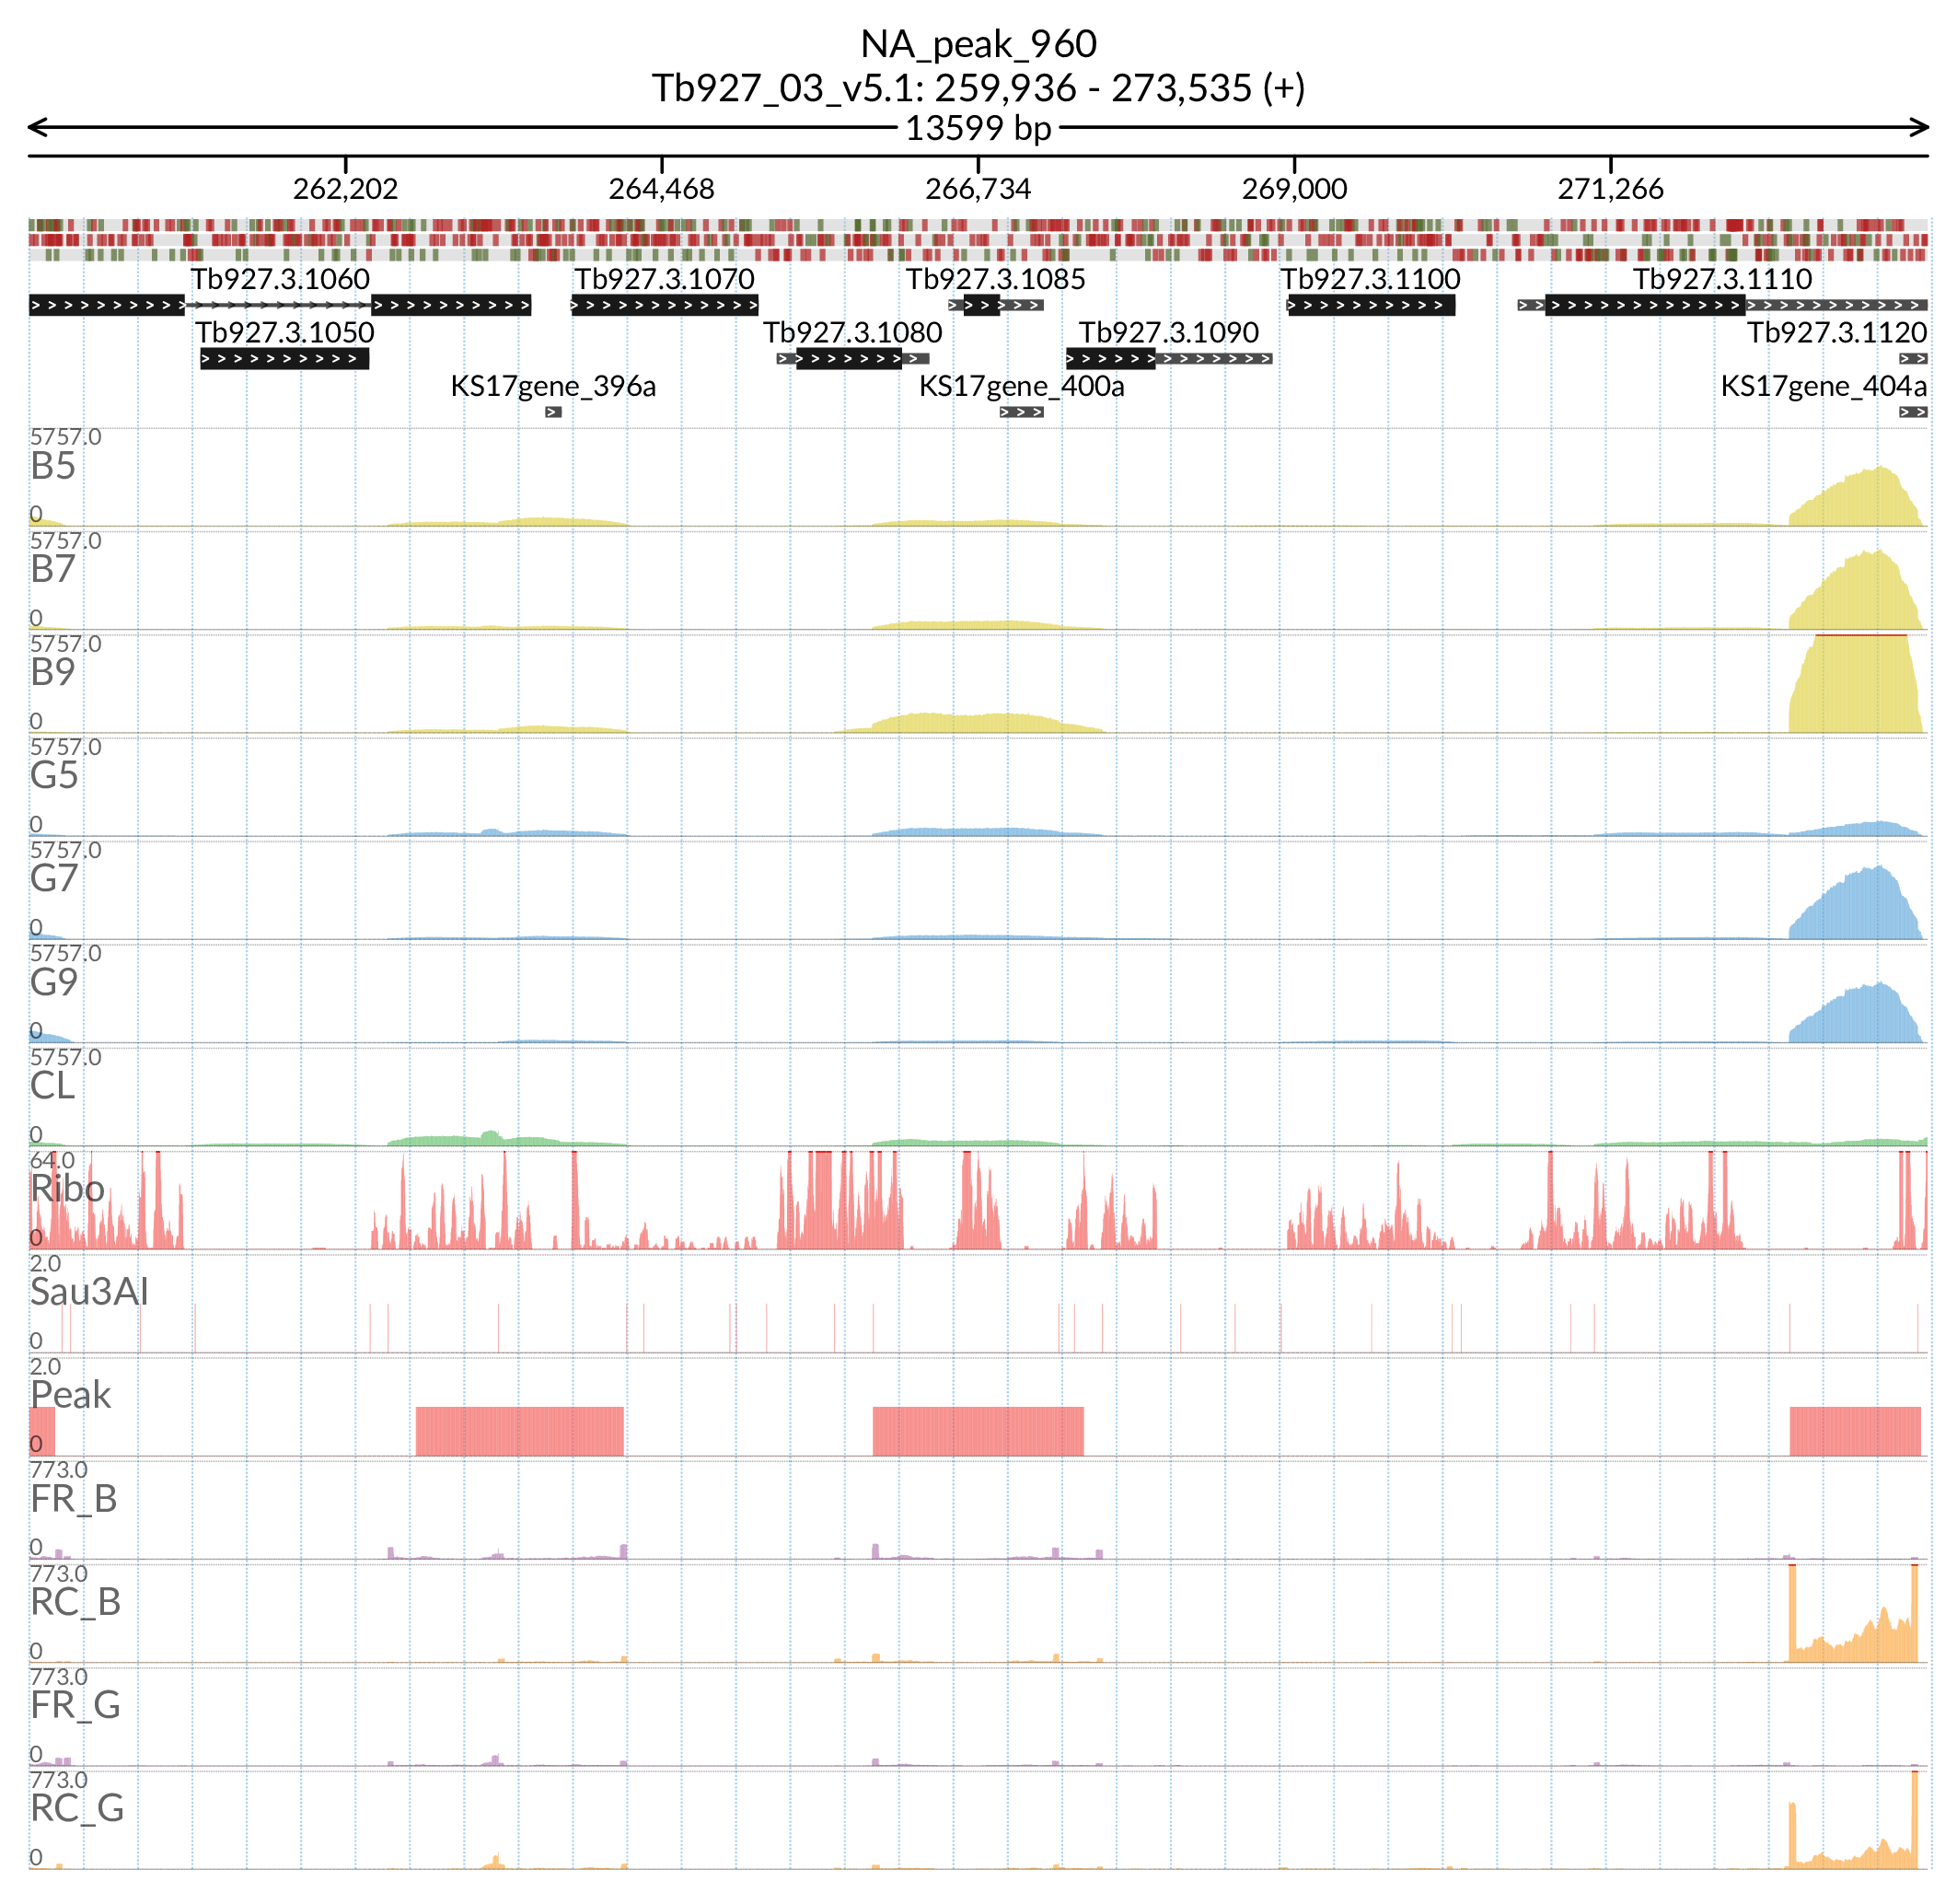 NA_peak_960
Tb927_03_v5.1: 259,936 - 273,535 (+)
13599 bp
262,202 264,468 266,734 269,000 271,266
Tb927.3.1060 Tb927.3.1070 Tb927.3.1085 Tb927.3.1100 Tb927.3.1110
Tb927.3.1050 Tb927.3.1080 Tb927.3.1090 Tb927.3.1120
KS17gene_396a KS17gene_400a KS17gene_404a
5757.0
B5
0
5757.0
B7
0
5757.0
B9
0
5757.0
G5
0
5757.0
G7
0
5757.0
G9
0
5757.0
CL
0
64.0
Ribo
0
2.0
Sau3AI
0
2.0
Peak
0
773.0
FR_B
0
773.0
RC_B
0
773.0
FR_G
0
773.0
RC_G
0